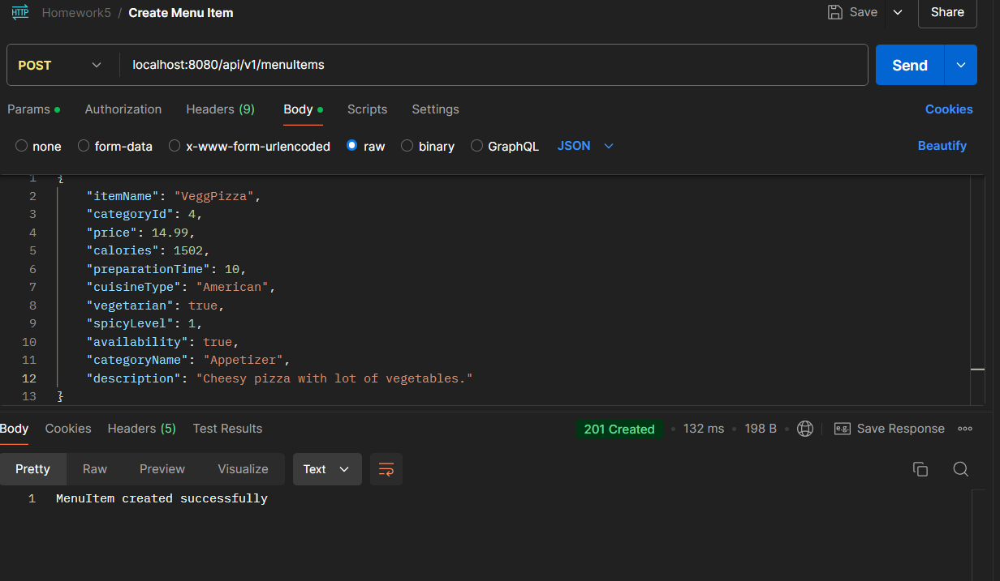 HTTP Homework5 / Create Menu Item Save Share
POST localhost:8080/api/v1/menuItems Send
Params Authorization Headers (9) Body Scripts Settings Cookies
none form-data x-www-form-urlencoded raw binary GraphQL JSON Beautify
1 {
2 "itemName": "VeggPizza",
3 "categoryId": 4,
4 "price": 14.99,
5 "calories": 1502,
6 "preparationTime": 10,
7 "cuisineType": "American",
8 "vegetarian": true,
9 "spicyLevel": 1,
10 "availability": true,
11 "categoryName": "Appetizer",
12 "description": "Cheesy pizza with lot of vegetables."
13 }
Body Cookies Headers (5) Test Results 201 Created • 132 ms • 198 B • e.g. Save Response
Pretty Raw Preview Visualize Text
1 MenuItem created successfully